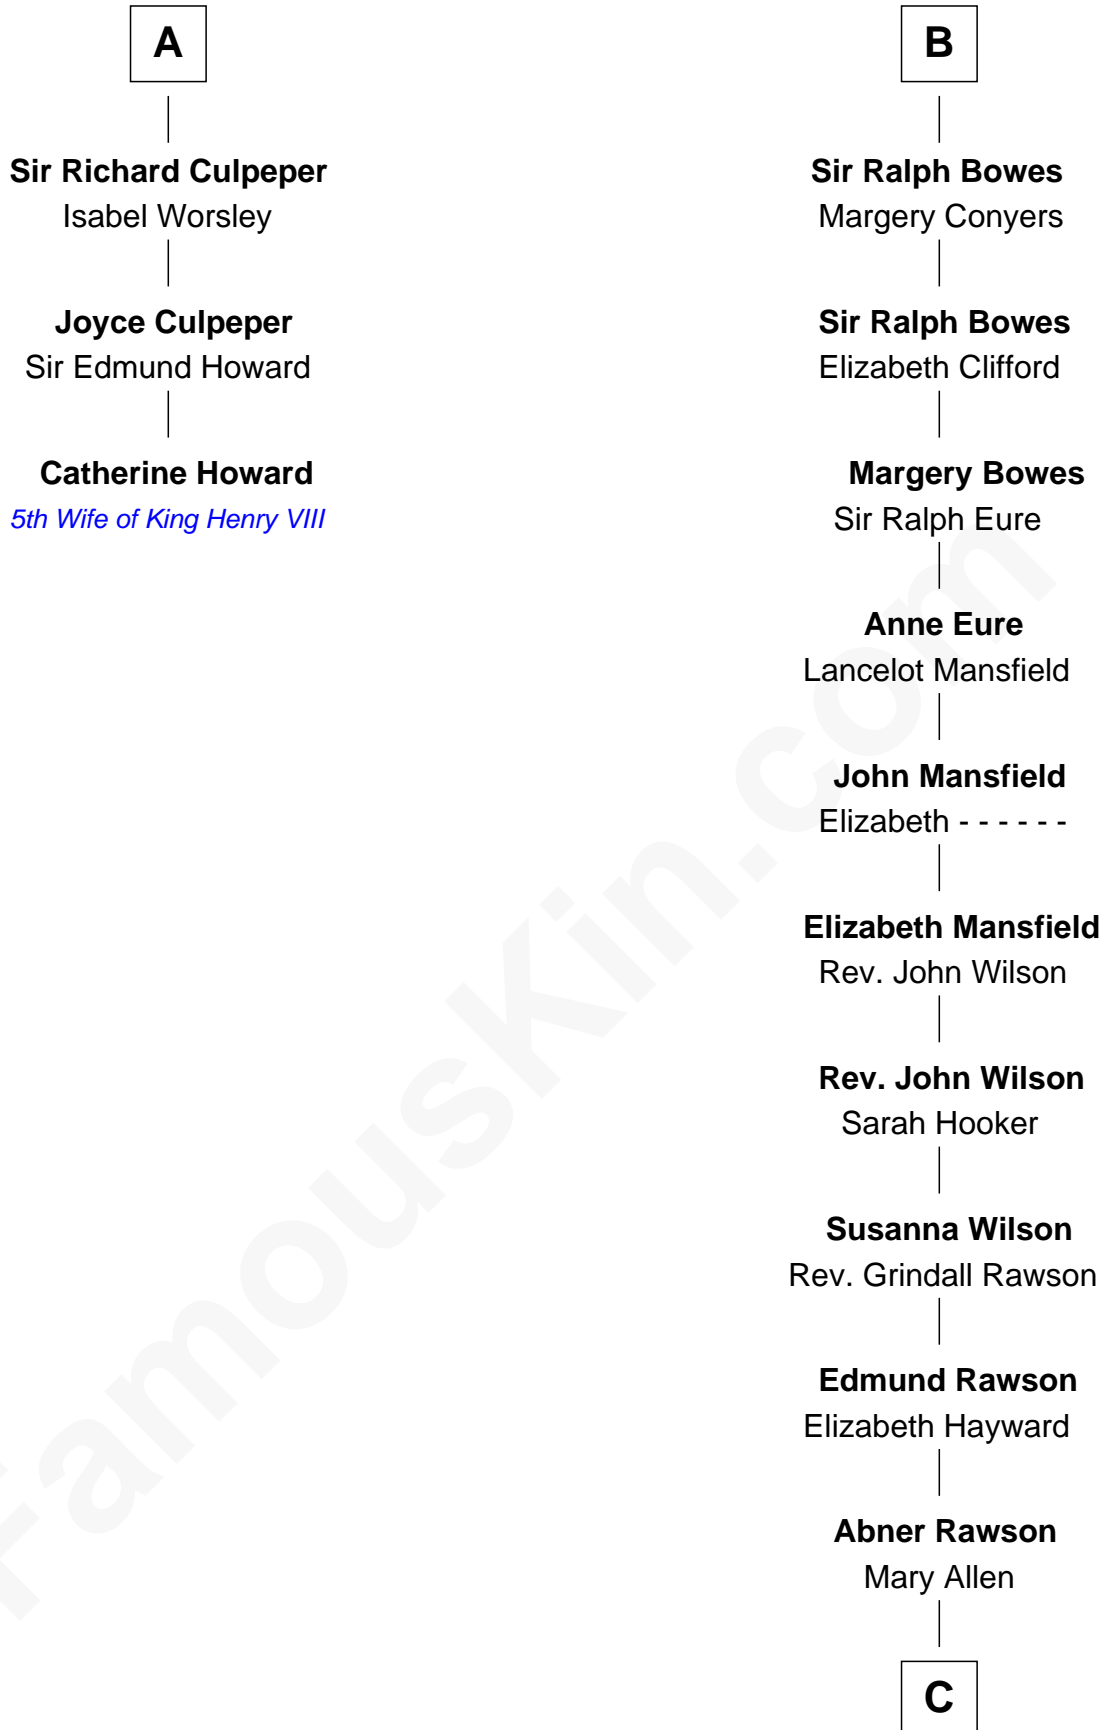 A
Sir Richard Culpeper
Isabel Worsley
Joyce Culpeper
Sir Edmund Howard
Catherine Howard
5th Wife of King Henry VIII
B
Sir Ralph Bowes
Margery Conyers
Sir Ralph Bowes
Elizabeth Clifford
Margery Bowes
Sir Ralph Eure
Anne Eure
Lancelot Mansfield
John Mansfield
Elizabeth - - - - - -
Elizabeth Mansfield
Rev. John Wilson
Rev. John Wilson
Sarah Hooker
Susanna Wilson
Rev. Grindall Rawson
Edmund Rawson
Elizabeth Hayward
Abner Rawson
Mary Allen
C
FamousKin.com